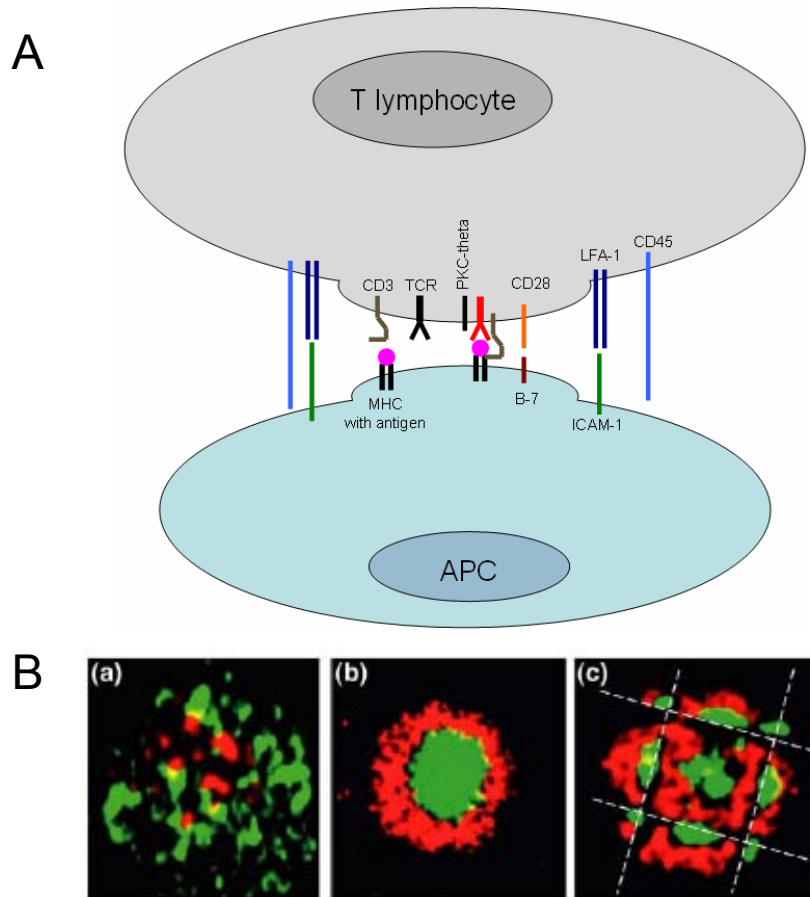 A
T lymphocyte
PKC-theta
CD45
LFA-1
CD3
TCR
CD28
MHC
with antigen
B-7
ICAM-1
APC
B
(a)
(b)
(c)